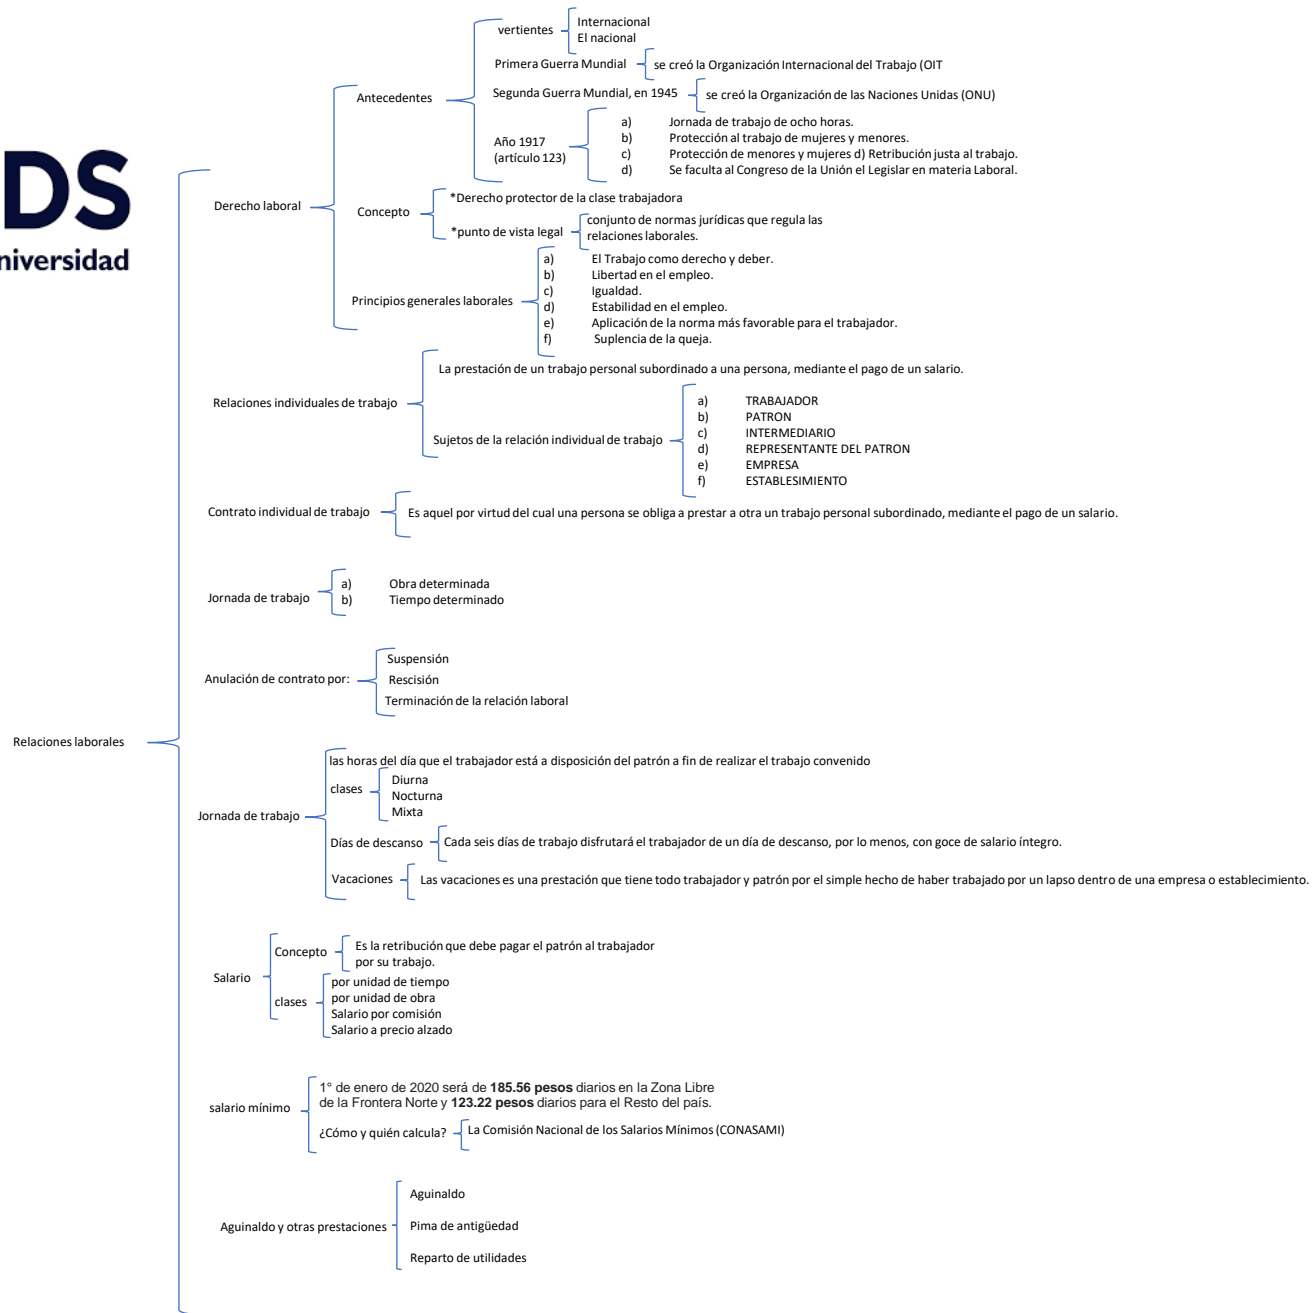 DS
niversidad
Relaciones laborales
Derecho laboral
Antecedentes
vertientes
Internacional
El nacional
Primera Guerra Mundial
se creó la Organización Internacional del Trabajo (OIT
Segunda Guerra Mundial, en 1945
se creó la Organización de las Naciones Unidas (ONU)
Año 1917
(artículo 123)
a) Jornada de trabajo de ocho horas.
b) Protección al trabajo de mujeres y menores.
c) Protección de menores y mujeres d) Retribución justa al trabajo.
d) Se faculta al Congreso de la Unión el Legislar en materia Laboral.
Concepto
*Derecho protector de la clase trabajadora
*punto de vista legal
conjunto de normas jurídicas que regula las
relaciones laborales.
Principios generales laborales
a) El Trabajo como derecho y deber.
b) Libertad en el empleo.
c) Igualdad.
d) Estabilidad en el empleo.
e) Aplicación de la norma más favorable para el trabajador.
f) Suplencia de la queja.
Relaciones individuales de trabajo
La prestación de un trabajo personal subordinado a una persona, mediante el pago de un salario.
Sujetos de la relación individual de trabajo
a) TRABAJADOR
b) PATRON
c) INTERMEDIARIO
d) REPRESENTANTE DEL PATRON
e) EMPRESA
f) ESTABLESIMIENTO
Contrato individual de trabajo
Es aquel por virtud del cual una persona se obliga a prestar a otra un trabajo personal subordinado, mediante el pago de un salario.
Jornada de trabajo
a) Obra determinada
b) Tiempo determinado
Anulación de contrato por:
Suspensión
Rescisión
Terminación de la relación laboral
Jornada de trabajo
las horas del día que el trabajador está a disposición del patrón a fin de realizar el trabajo convenido
clases
Diurna
Nocturna
Mixta
Días de descanso
Cada seis días de trabajo disfrutará el trabajador de un día de descanso, por lo menos, con goce de salario íntegro.
Vacaciones
Las vacaciones es una prestación que tiene todo trabajador y patrón por el simple hecho de haber trabajado por un lapso dentro de una empresa o establecimiento.
Salario
Concepto
Es la retribución que debe pagar el patrón al trabajador
por su trabajo.
clases
por unidad de tiempo
por unidad de obra
Salario por comisión
Salario a precio alzado
salario mínimo
1° de enero de 2020 será de 185.56 pesos diarios en la Zona Libre
de la Frontera Norte y 123.22 pesos diarios para el Resto del país.
¿Cómo y quién calcula?
La Comisión Nacional de los Salarios Mínimos (CONASAMI)
Aguinaldo y otras prestaciones
Aguinaldo
Pima de antigüedad
Reparto de utilidades